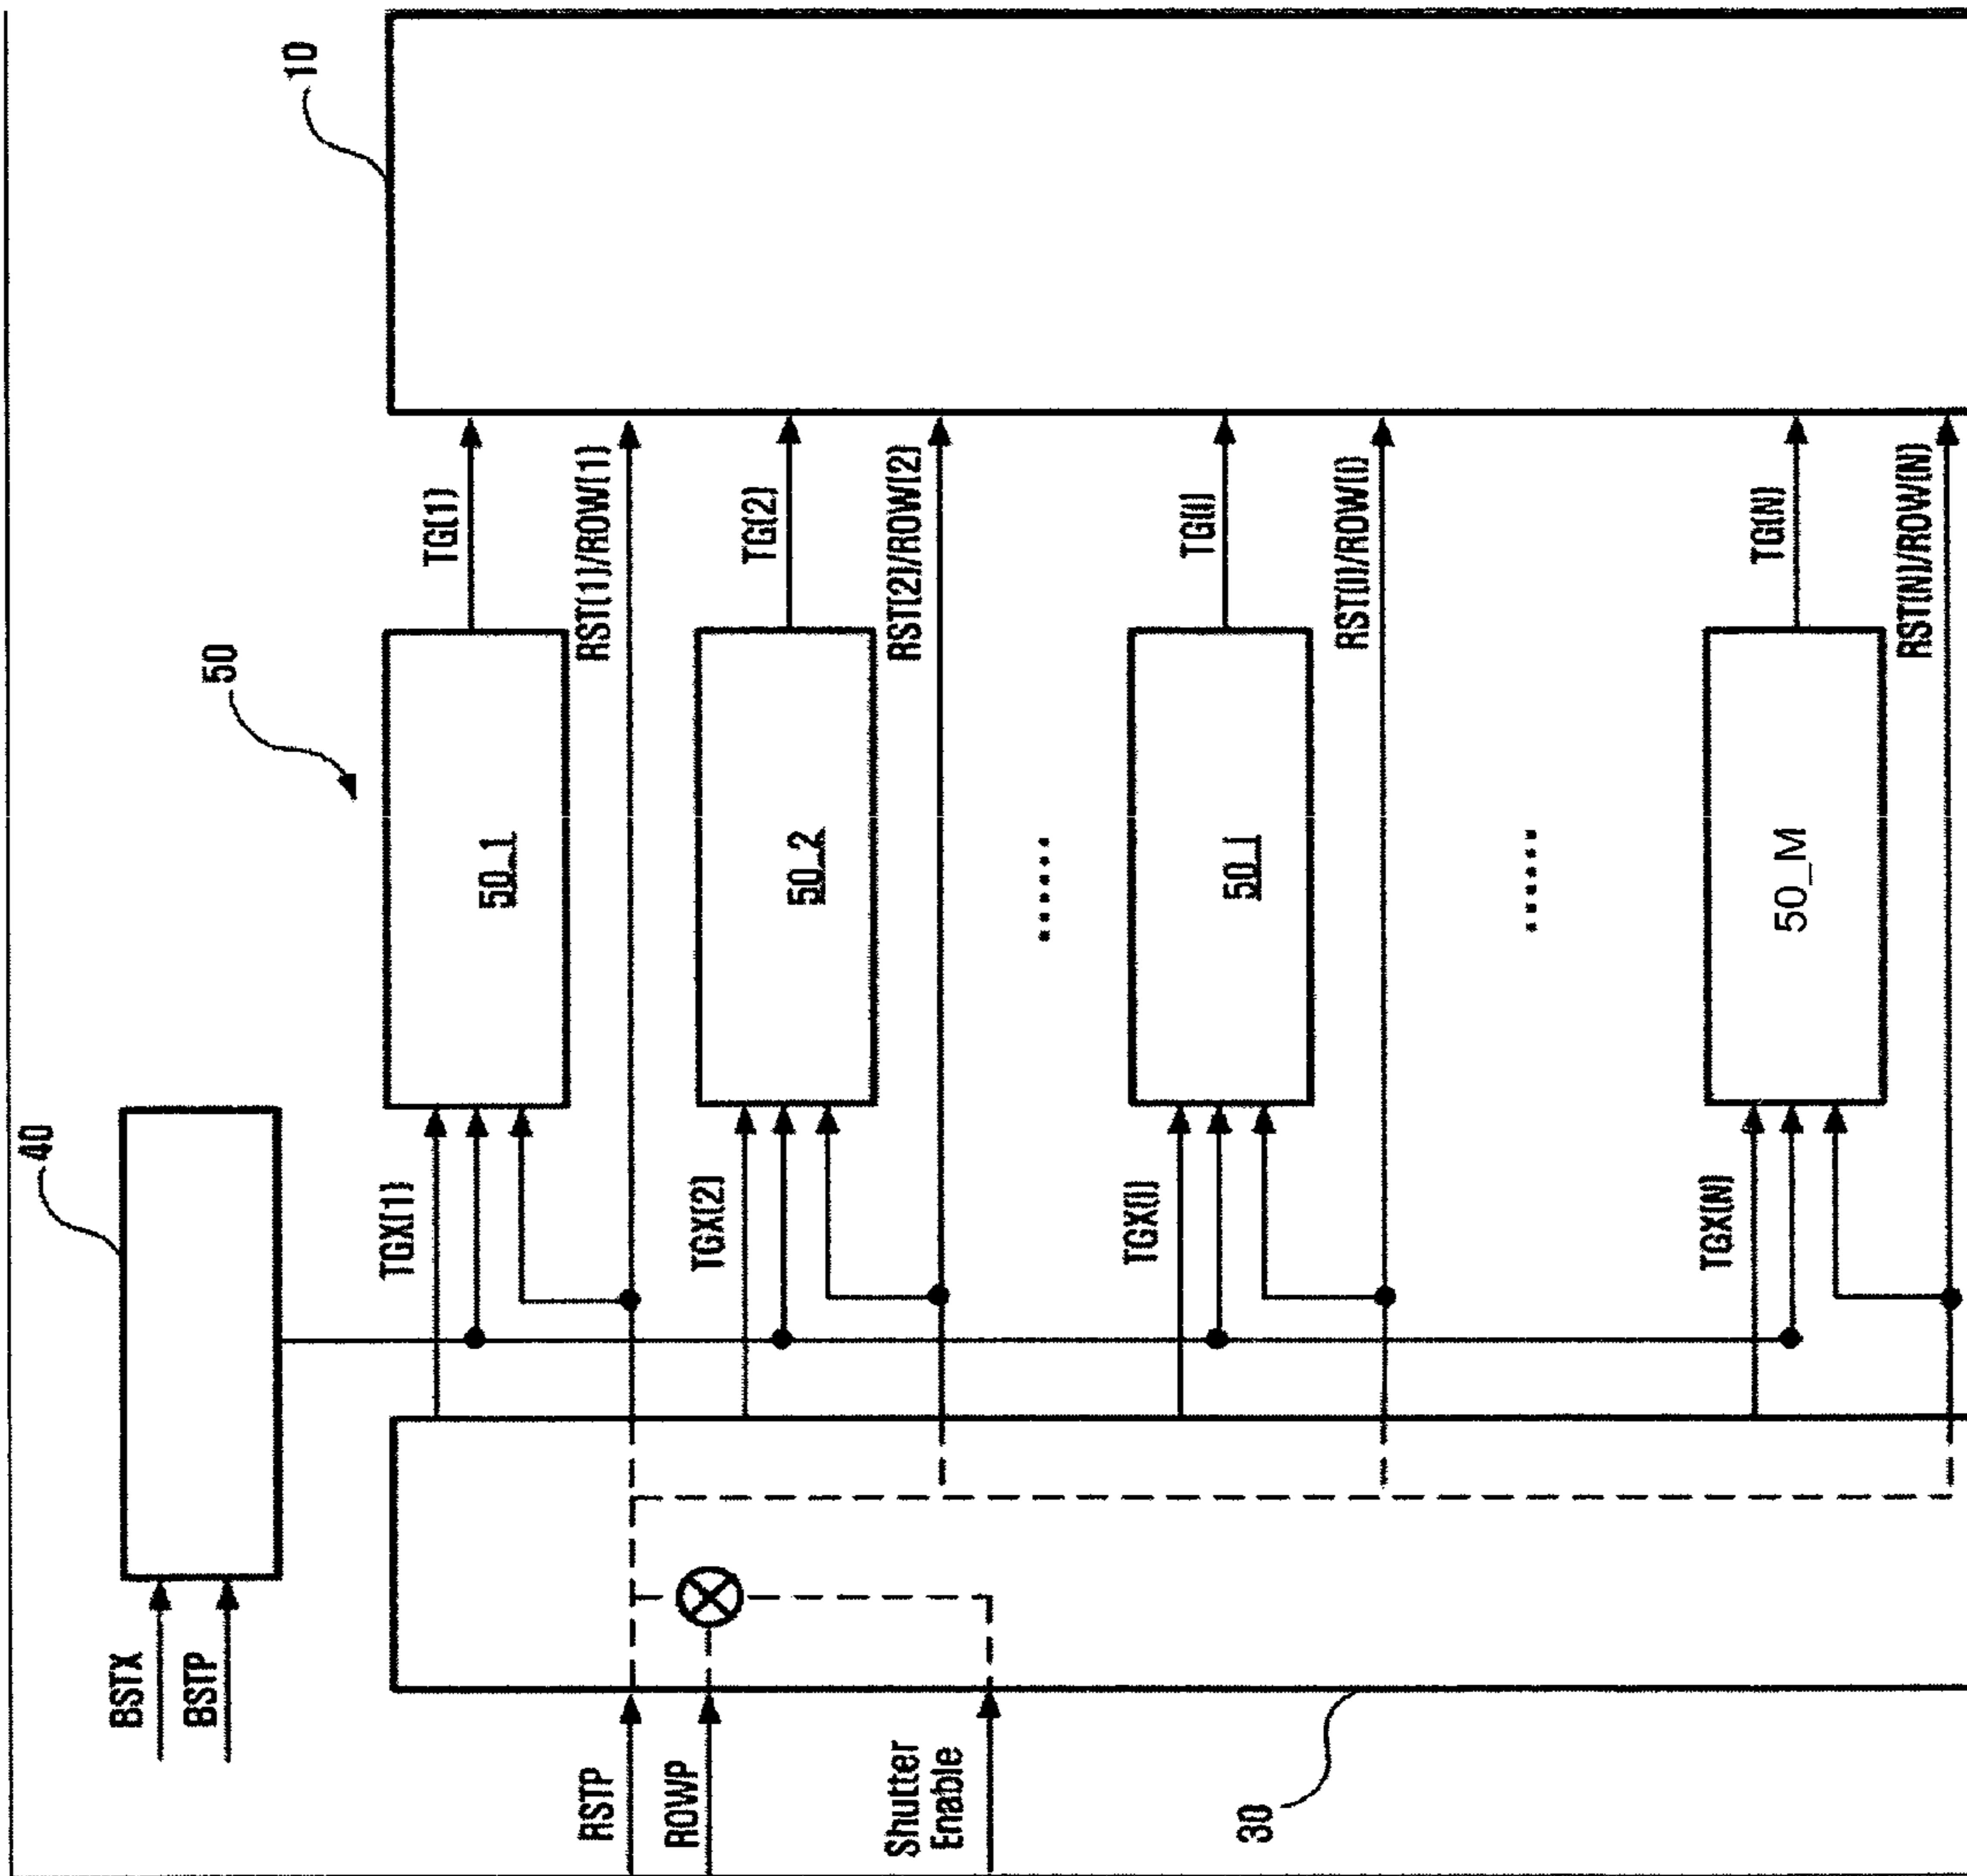 10
50
40
BSTX
BSTP
TGX(1)
50_1
TG(1)
RST(1)/ROW(1)
RSTP
ROWP
TGX(2)
50_2
TG(2)
RST(2)/ROW(2)
......
Shutter
Enable
TGX(I)
50_I
TG(I)
RST(I)/ROW(I)
30
......
TGX(N)
50_M
TG(N)
RST(N)/ROW(N)